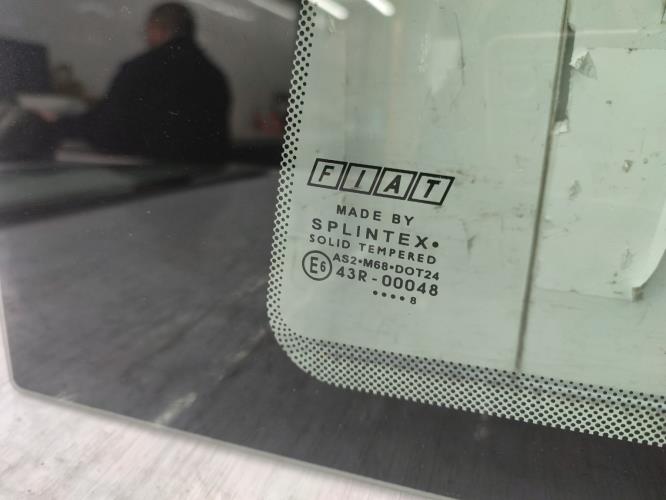 FIAT
MADE BY
SPLINTEX•
SOLID TEMPERED
E6 AS2•M68•DOT24
43R-00048
•••• 8